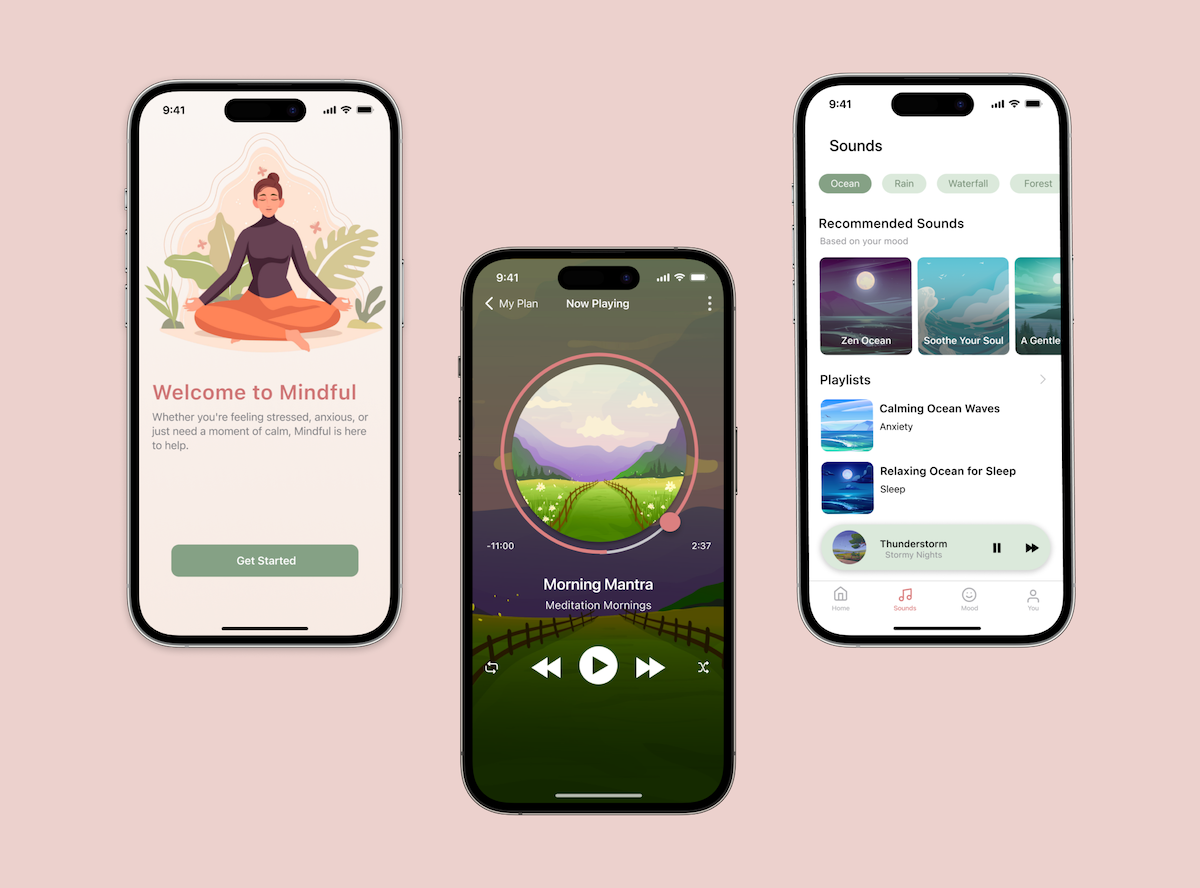 9:41
Welcome to Mindful
Whether you're feeling stressed, anxious, or
just need a moment of calm, Mindful is here
to help.
Get Started
9:41
My Plan
Now Playing
-11:00
2:37
Morning Mantra
Meditation Mornings
9:41
Sounds
Ocean
Rain
Waterfall
Forest
Recommended Sounds
Based on your mood
Zen Ocean
Soothe Your Soul
A Gentle
Playlists
Calming Ocean Waves
Anxiety
Relaxing Ocean for Sleep
Sleep
Thunderstorm
Stormy Nights
Home
Sounds
Mood
You